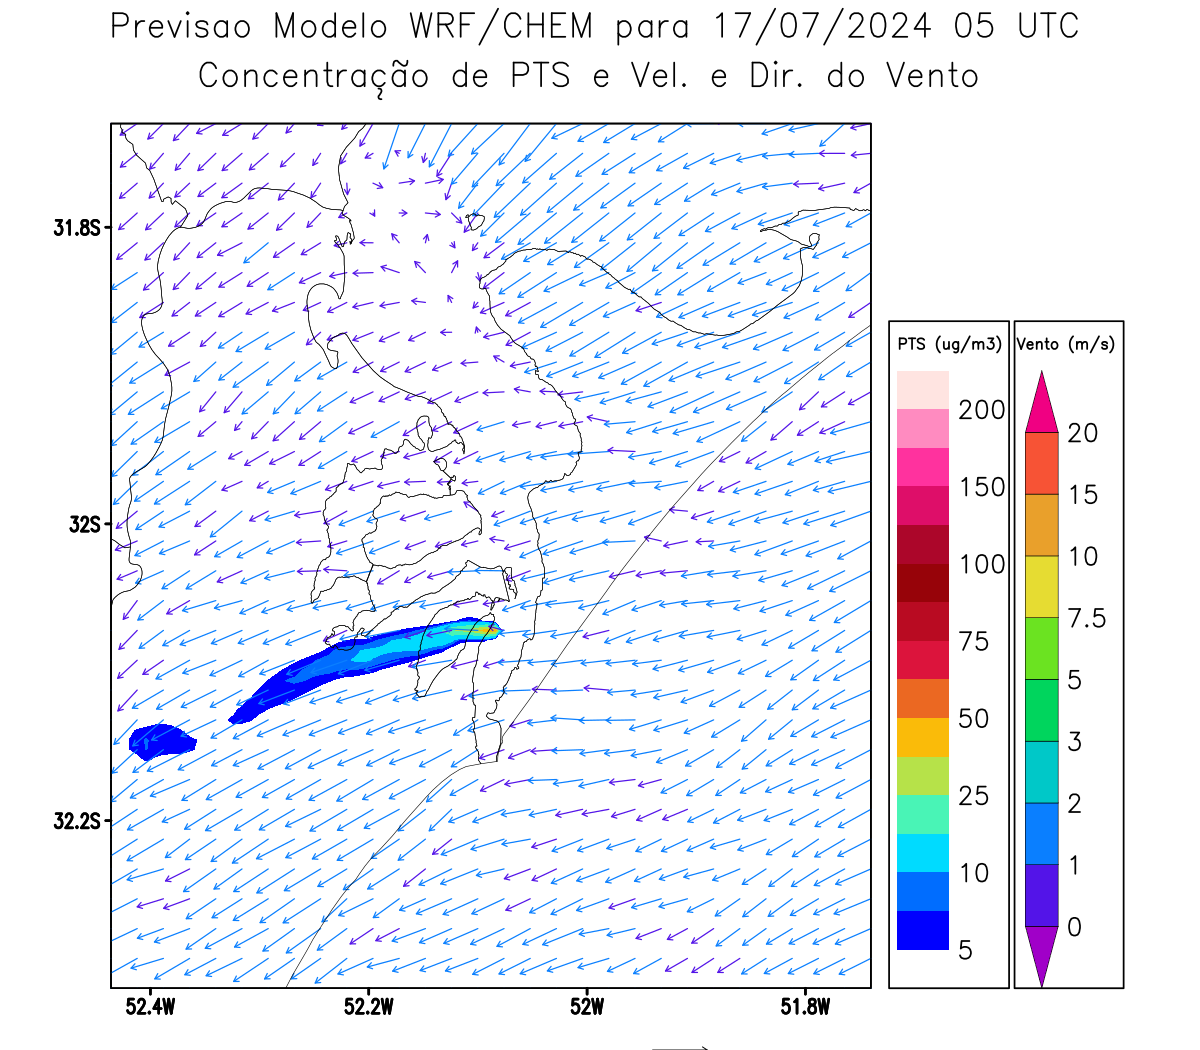 Previsao Modelo WRF/CHEM para 17/07/2024 05 UTC
Concentração de PTS e Vel. e Dir. do Vento
31.8S
32S
32.2S
52.4W
52.2W
52W
51.8W
PTS (ug/m3)
200
150
100
75
50
25
10
5
Vento (m/s)
20
15
10
7.5
5
3
2
1
0